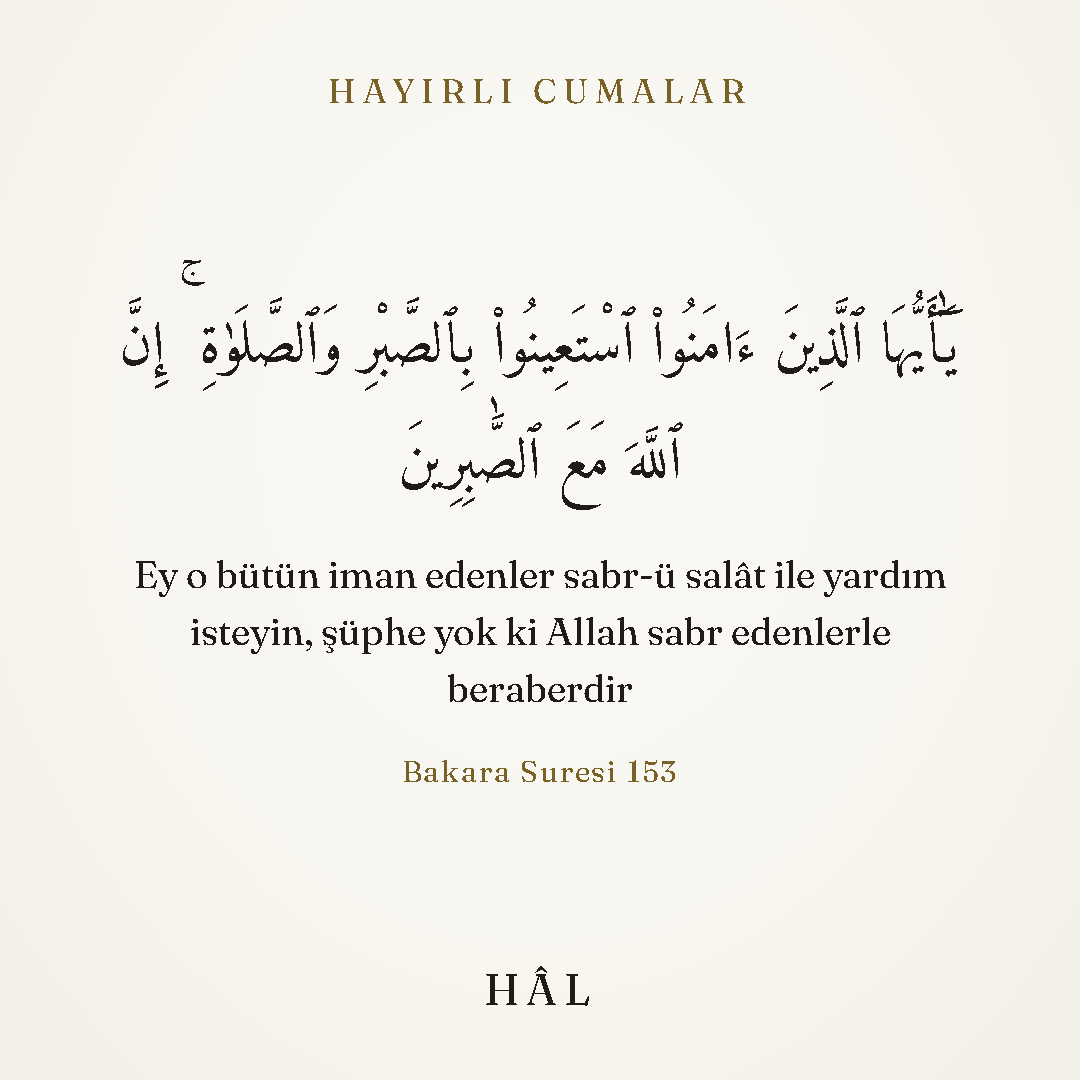 HAYIRLI CUMALAR
يَـٰٓأَيُّهَا ٱلَّذِينَ ءَامَنُوا۟ ٱسْتَعِينُوا۟ بِٱلصَّبْرِ وَٱلصَّلَوٰةِ ۚ إِنَّ
ٱللَّهَ مَعَ ٱلصَّـٰبِرِينَ
Ey o bütün iman edenler sabr-ü salât ile yardım
isteyin, şüphe yok ki Allah sabr edenlerle
beraberdir
Bakara Suresi 153
HÂL